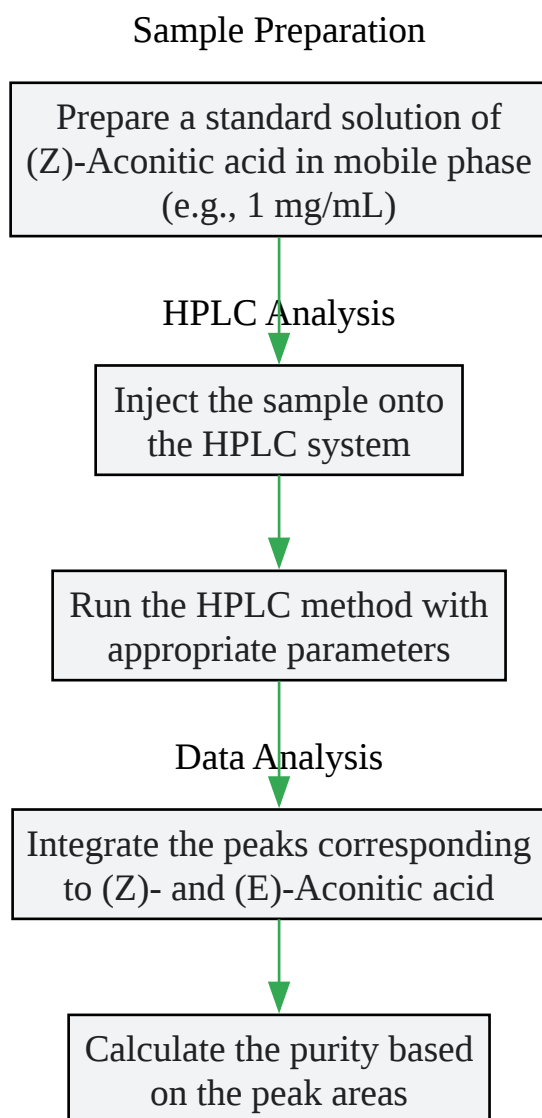 Sample Preparation
Prepare a standard solution of
(Z)-Aconitic acid in mobile phase
(e.g., 1 mg/mL)
HPLC Analysis
Inject the sample onto
the HPLC system
Run the HPLC method with
appropriate parameters
Data Analysis
Integrate the peaks corresponding
to (Z)- and (E)-Aconitic acid
Calculate the purity based
on the peak areas